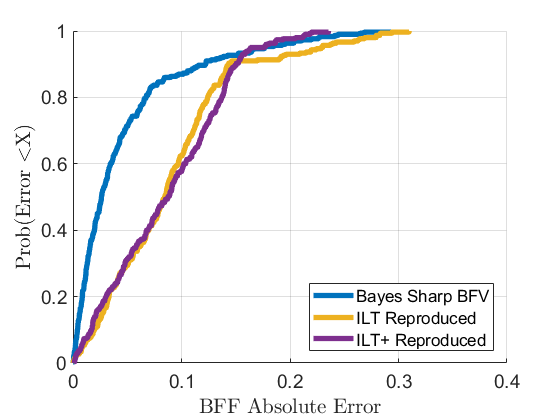 1
0.8
0.6
0.4
0.2
0
Prob(Error <X)
Bayes Sharp BFV
ILT Reproduced
ILT+ Reproduced
0 0.1 0.2 0.3 0.4
BFF Absolute Error